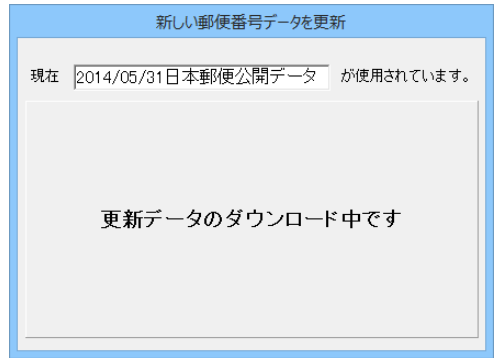 新しい郵便番号データを更新
現在 2014/05/31日本郵便公開データ が使用されています。
更新データのダウンロード中です